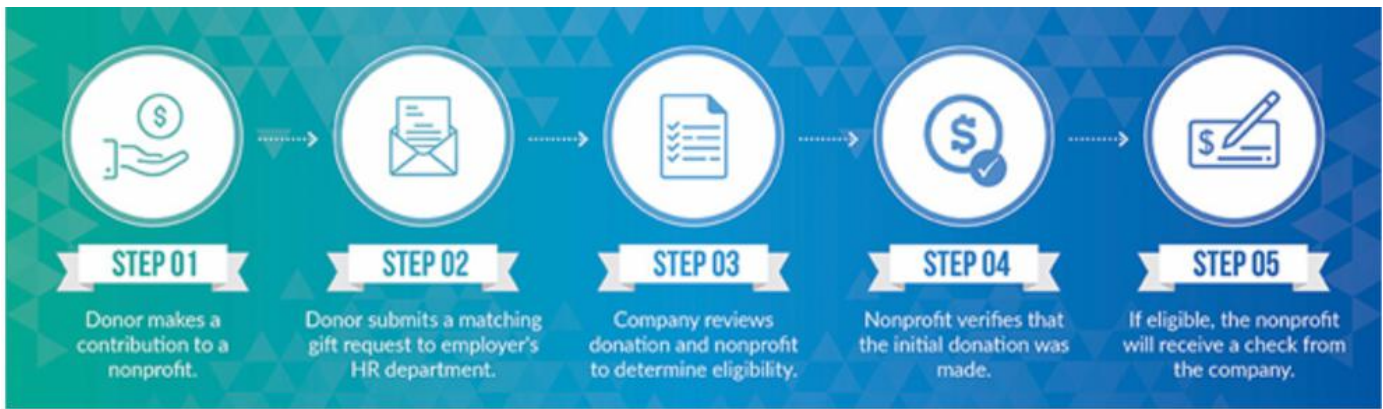 STEP 01
Donor makes a
contribution to a
nonprofit.
STEP 02
Donor submits a matching
gift request to employer's
HR department.
STEP 03
Company reviews
donation and nonprofit
to determine eligibility.
STEP 04
Nonprofit verifies that
the initial donation was
made.
STEP 05
If eligible, the nonprofit
will receive a check from
the company.